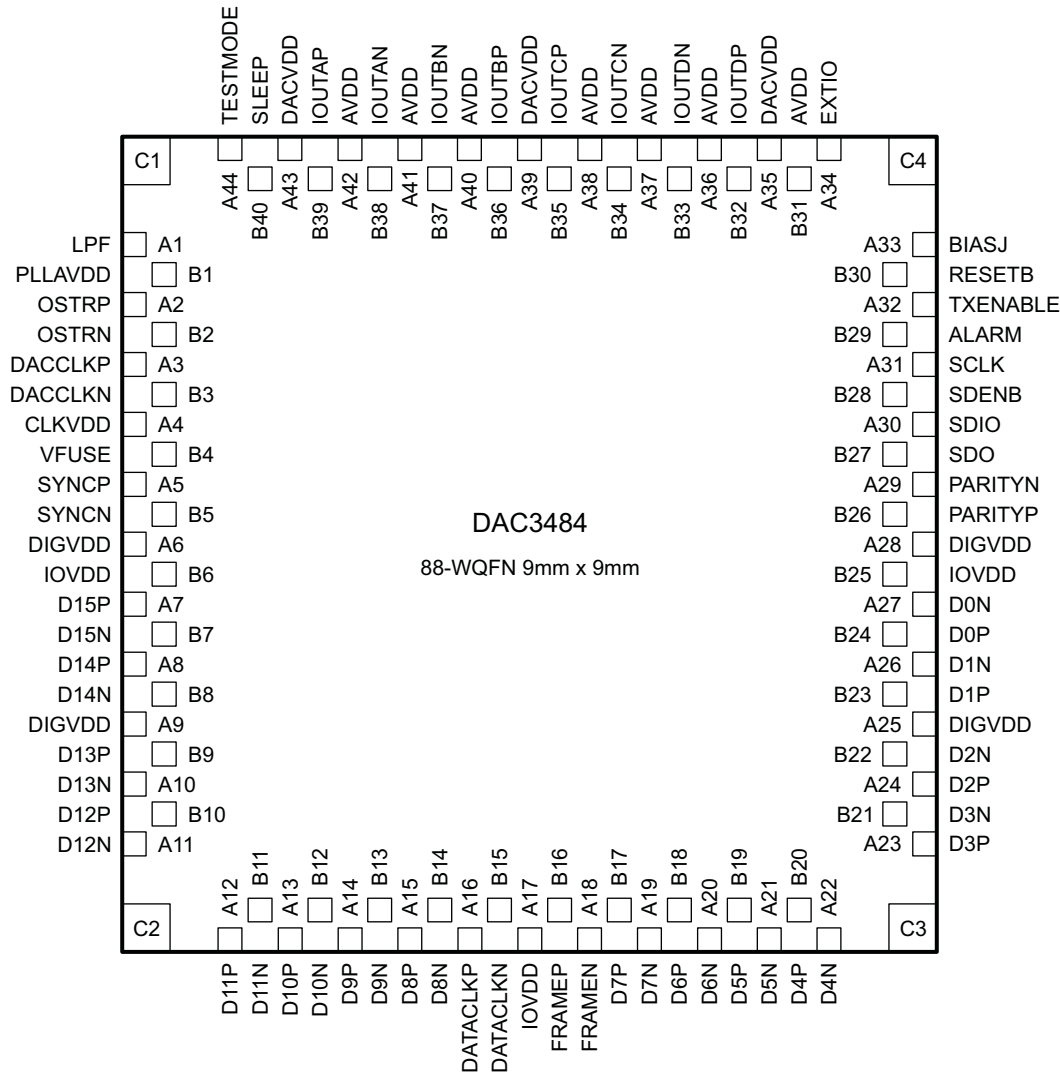 TESTMODE
SLEEP
DACVDD
IOUTAP
AVDD
IOUTAN
AVDD
IOUTBN
AVDD
IOUTBP
DACVDD
IOUTCP
AVDD
IOUTCN
AVDD
IOUTDN
AVDD
IOUTDP
DACVDD
AVDD
EXTIO
C1
A44
B40
A43
B39
A42
B38
A41
B37
A40
B36
A39
B35
A38
B34
A37
B33
A36
B32
A35
B31
A34
C4
LPF A1
PLLAVDD B1
OSTRP A2
OSTRN B2
DACCLKP A3
DACCLKN B3
CLKVDD A4
VFUSE B4
SYNCP A5
SYNCN B5
DIGVDD A6
IOVDD B6
D15P A7
D15N B7
D14P A8
D14N B8
DIGVDD A9
D13P B9
D13N A10
D12P B10
D12N A11
DAC3484
88-WQFN 9mm x 9mm
A33 BIASJ
B30 RESETB
A32 TXENABLE
B29 ALARM
A31 SCLK
B28 SDENB
A30 SDIO
B27 SDO
A29 PARITYN
B26 PARITYP
A28 DIGVDD
B25 IOVDD
A27 D0N
B24 D0P
A26 D1N
B23 D1P
A25 DIGVDD
B22 D2N
A24 D2P
B21 D3N
A23 D3P
C2
A12
B11
A13
B12
A14
B13
A15
B14
A16
B15
A17
B16
A18
B17
A19
B18
A20
B19
A21
B20
A22
C3
D11P
D11N
D10P
D10N
D9P
D9N
D8P
D8N
DATACLKP
DATACLKN
IOVDD
FRAMEP
FRAMEN
D7P
D7N
D6P
D6N
D5P
D5N
D4P
D4N